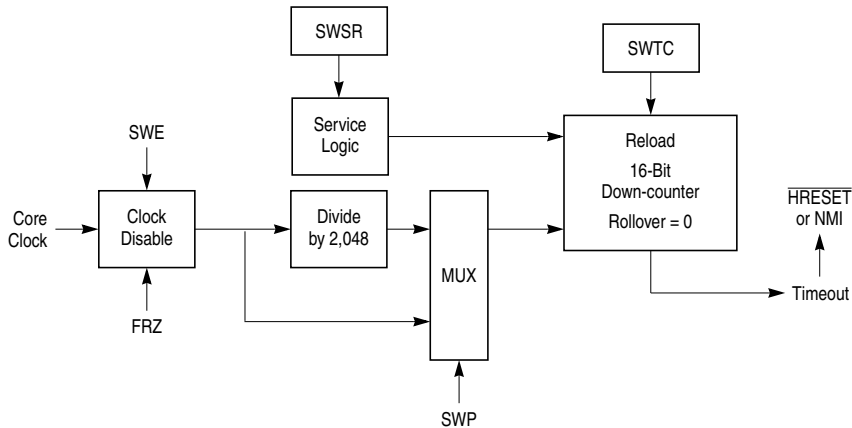 SWSR
SWTC
SWE
Service
Logic
Reload
16-Bit
Down-counter
Rollover = 0
Core
Clock
Clock
Disable
Divide
by 2,048
MUX
HRESET
or NMI
Timeout
FRZ
SWP